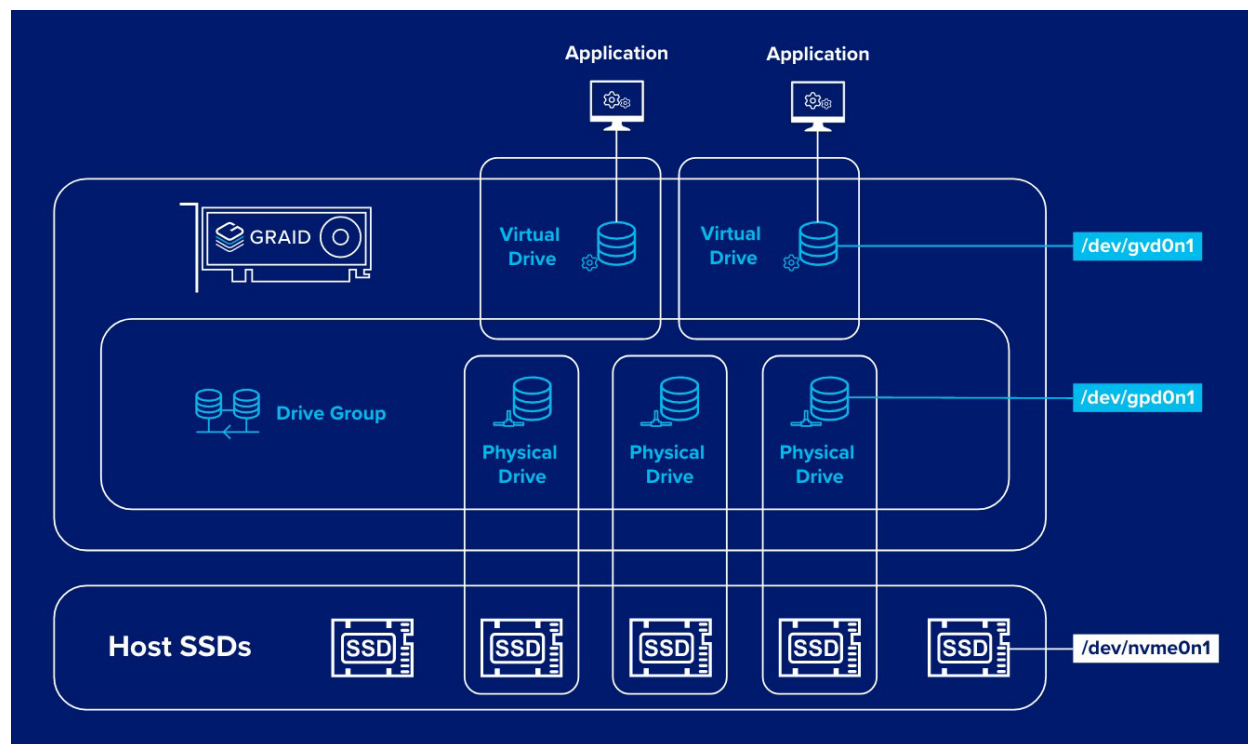 Application
Application
GRAID
Virtual
Drive
Virtual
Drive
/dev/gvd0n1
Drive Group
Physical
Drive
Physical
Drive
Physical
Drive
/dev/gpd0n1
Host SSDs
SSD
SSD
SSD
SSD
SSD
/dev/nvme0n1